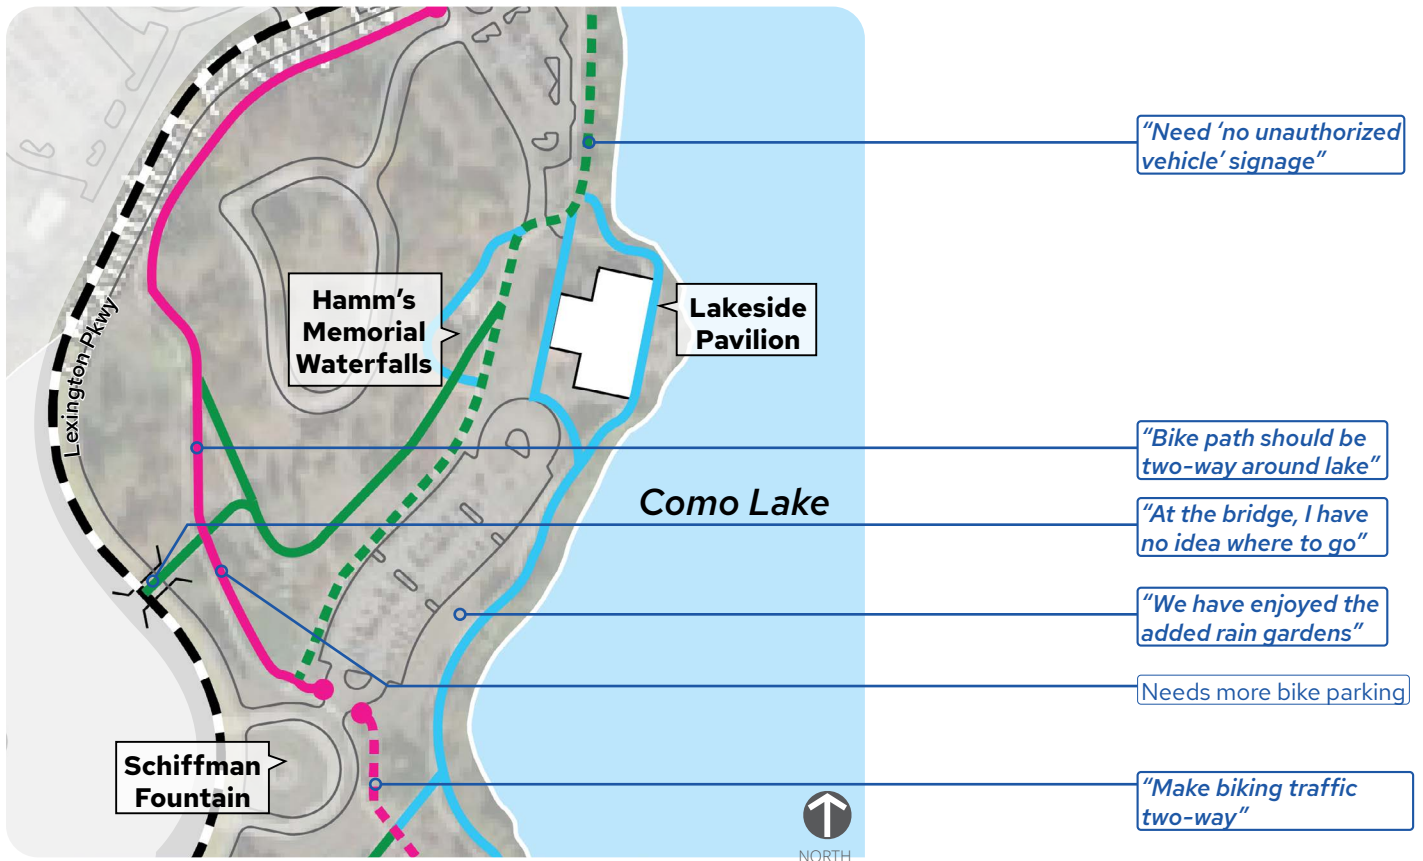 “Need ‘no unauthorized
vehicle’ signage”
Hamm’s
Memorial
Waterfalls
Lakeside
Pavilion
Lexington Pkwy
“Bike path should be
two-way around lake”
Como Lake
“At the bridge, I have
no idea where to go”
“We have enjoyed the
added rain gardens”
Needs more bike parking
Schiffman
Fountain
“Make biking traffic
two-way”
NORTH